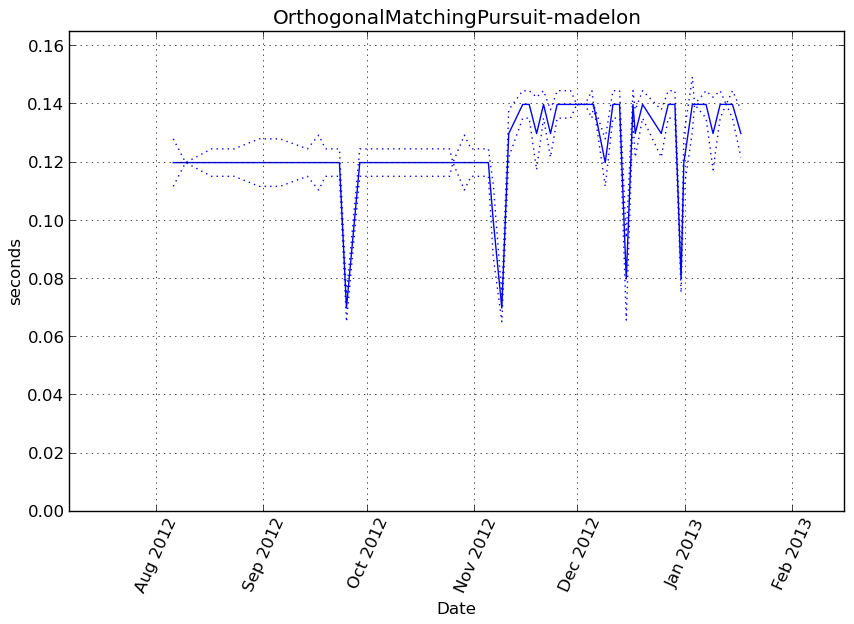 OrthogonalMatchingPursuit-madelon
0.16
0.14
0.12
0.10
0.08
0.06
0.04
0.02
0.00
seconds
Aug 2012
Sep 2012
Oct 2012
Nov 2012
Dec 2012
Jan 2013
Feb 2013
Date